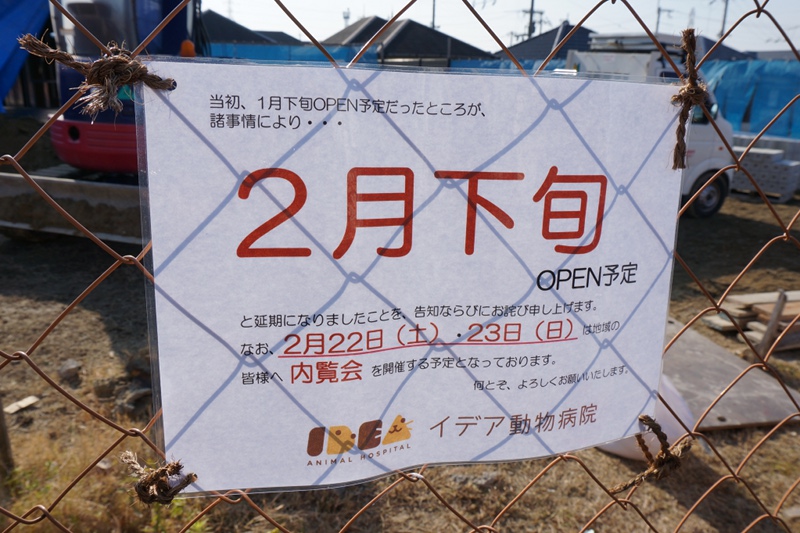 当初、1月下旬OPEN予定だったところが、
諸事情により・・・
2月下旬
OPEN予定
と延期になりましたことを、告知ならびにお詫び申し上げます。
なお、2月22日(土)・23日(日)は地域の
皆様へ 内覧会 を開催する予定となっております。
何とぞ、よろしくお願いいたします。
IDEA イデア動物病院
ANIMAL HOSPITAL